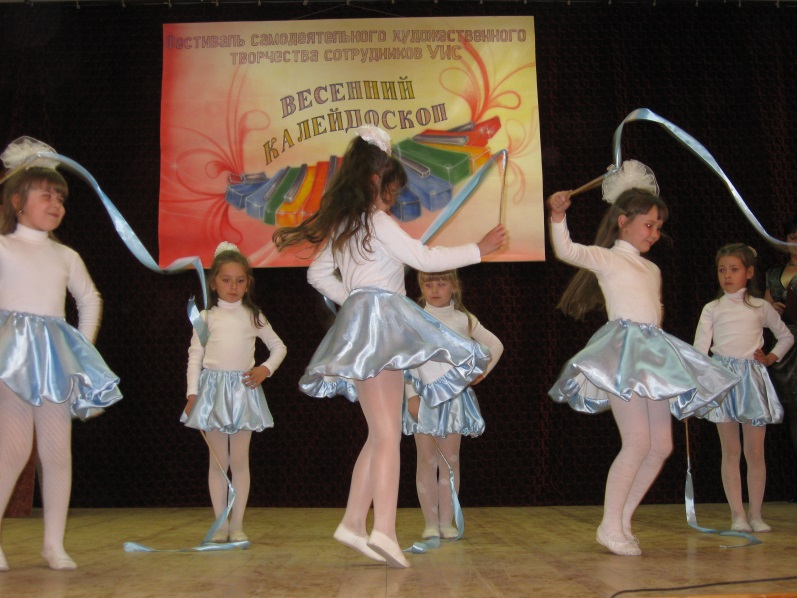 Фестиваль самодеятельного художественного
творчества сотрудников УИС
ВЕСЕННИЙ
КАЛЕЙДОСКОП